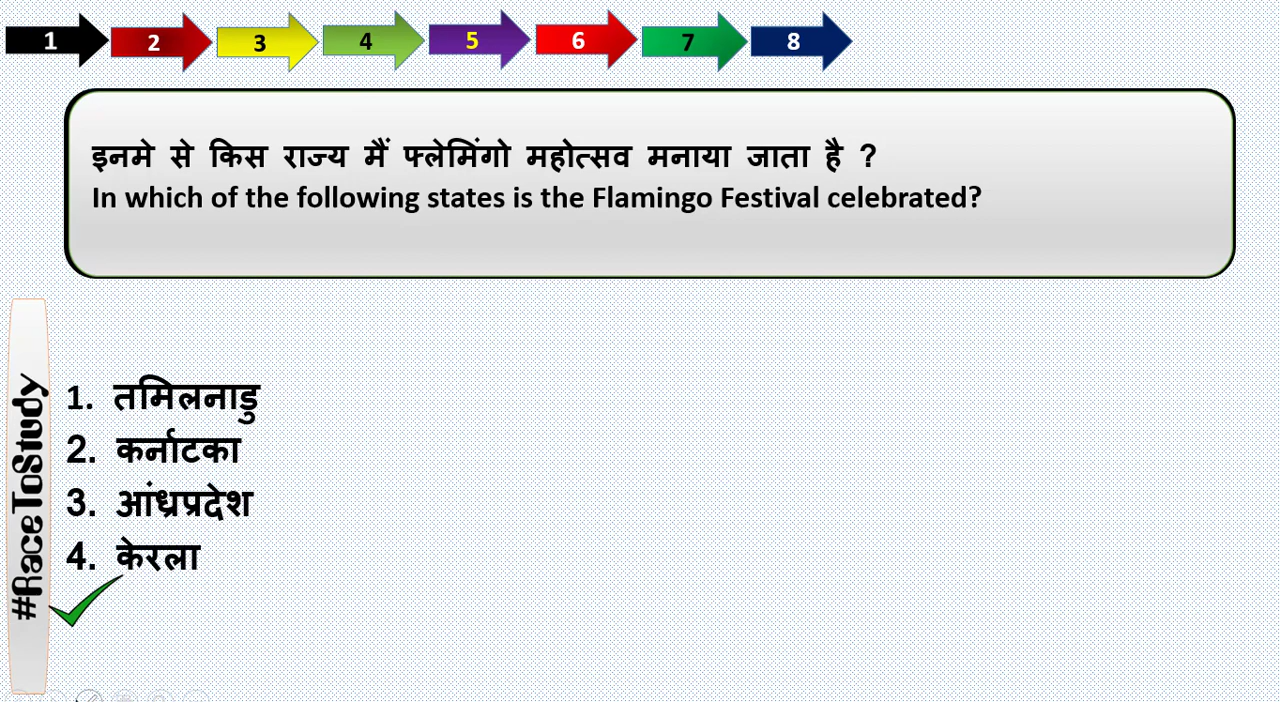 1 2 3 4 5 6 7 8
इनमे से किस राज्य मैं फ्लेमिंगो महोत्सव मनाया जाता है ?
In which of the following states is the Flamingo Festival celebrated?
#RaceToStudy
1. तमिलनाडु
2. कर्नाटका
3. आंध्रप्रदेश
4. केरला